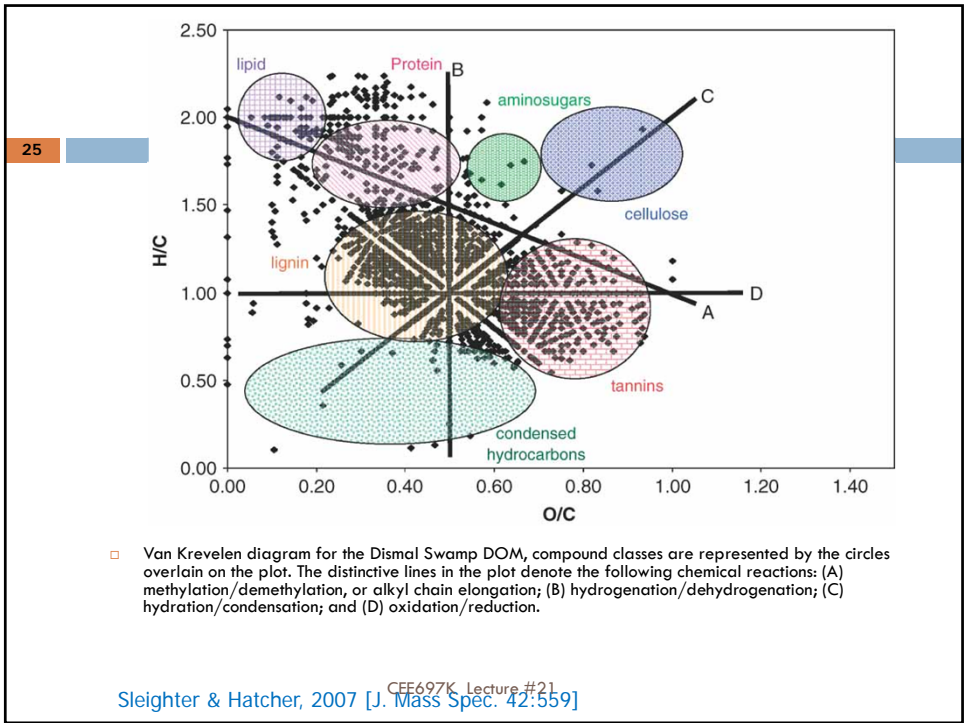 2.50
lipid
Protein
B
aminosugars
C
2.00
25
1.50
cellulose
H/C
lignin
1.00
D
A
0.50
tannins
condensed
hydrocarbons
0.00
0.00 0.20 0.40 0.60 0.80 1.00 1.20 1.40
O/C
Van Krevelen diagram for the Dismal Swamp DOM, compound classes are represented by the circles
overlain on the plot. The distinctive lines in the plot denote the following chemical reactions: (A)
methylation/demethylation, or alkyl chain elongation; (B) hydrogenation/dehydrogenation; (C)
hydration/condensation; and (D) oxidation/reduction.
CEE697K Lecture #21
Sleighter & Hatcher, 2007 [J. Mass Spec. 42:559]